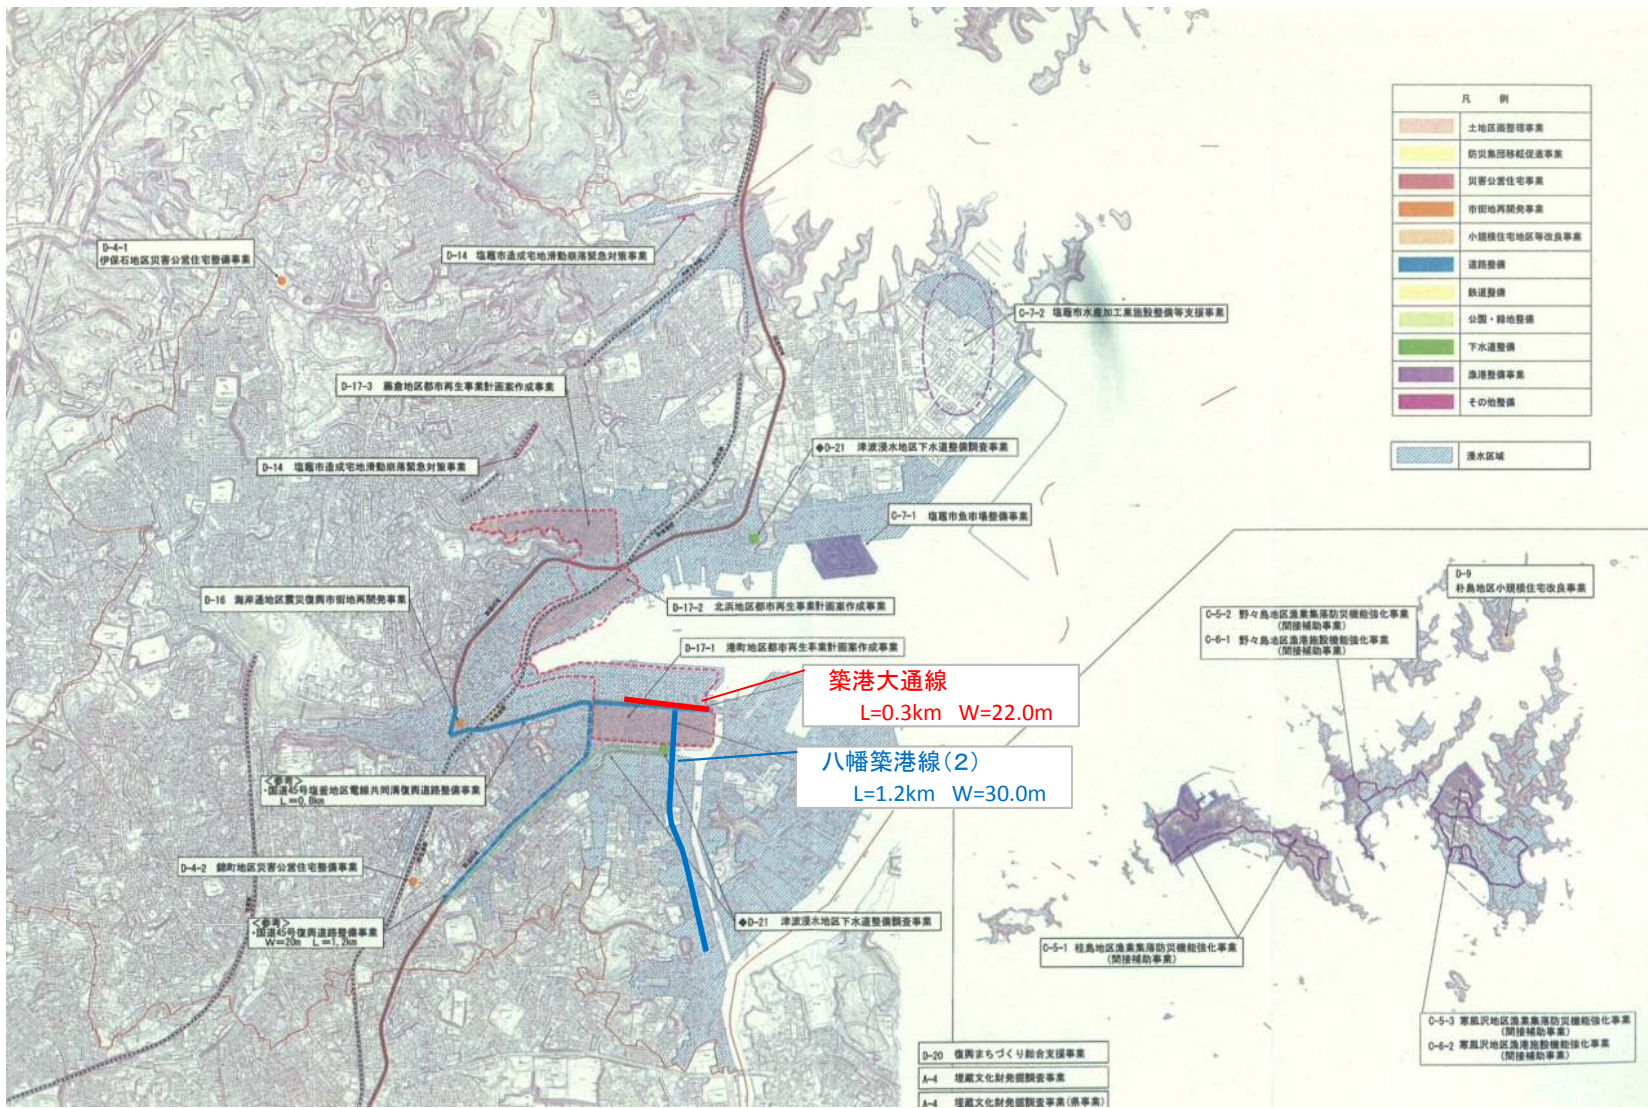 凡 例
土地区画整理事業
防災集団移転促進事業
災害公営住宅事業
市街地再開発事業
小規模住宅地区等改良事業
道路整備
鉄道整備
公園・緑地整備
下水道整備
漁港整備事業
その他整備
浸水区域
D-4-1
伊保石地区災害公営住宅整備事業
D-14 塩竈市造成宅地滑動崩落緊急対策事業
C-7-2 塩竈市水産加工業施設整備等支援事業
D-17-3 藤倉地区都市再生事業計画案作成事業
D-14 塩竈市造成宅地滑動崩落緊急対策事業
◆D-21 津波浸水地区下水道整備調査事業
C-7-1 塩竈市魚市場整備事業
D-16 海岸通地区震災復興市街地再開発事業
D-17-2 北浜地区都市再生事業計画案作成事業
D-17-1 港町地区都市再生事業計画案作成事業
築港大通線
L=0.3km W=22.0m
八幡築港線(2)
L=1.2km W=30.0m
<参考>
・国道45号塩釜地区電線共同溝復興道路整備事業
L=0.8km
D-4-2 錦町地区災害公営住宅整備事業
<参考>
・国道45号復興道路整備事業
W=20m L=1.2km
◆D-21 津波浸水地区下水道整備調査事業
D-9
朴島地区小規模住宅改良事業
C-5-2 野々島地区漁業集落防災機能強化事業
(間接補助事業)
C-6-1 野々島地区漁港施設機能強化事業
(間接補助事業)
C-5-1 桂島地区漁業集落防災機能強化事業
(間接補助事業)
C-5-3 寒風沢地区漁業集落防災機能強化事業
(間接補助事業)
C-6-2 寒風沢地区漁港施設機能強化事業
(間接補助事業)
D-20 復興まちづくり総合支援事業
A-4 埋蔵文化財発掘調査事業
A-4 埋蔵文化財発掘調査事業(県事業)